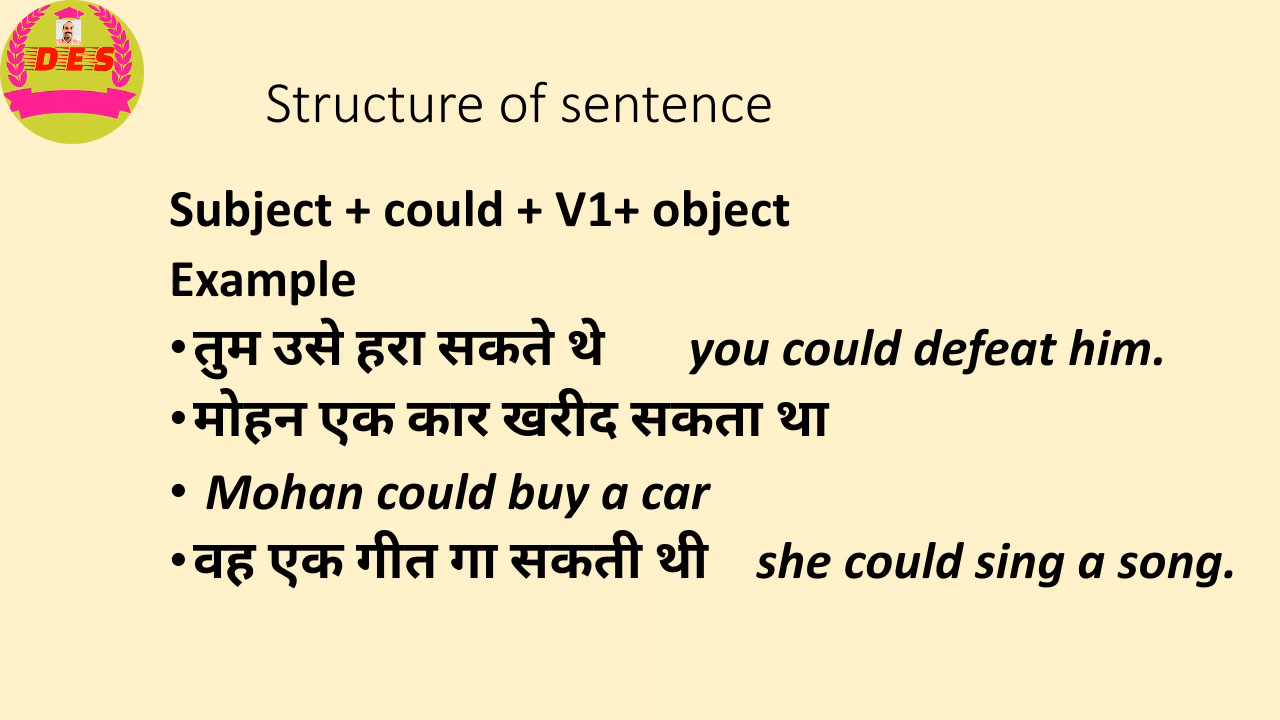 DES
Structure of sentence
Subject + could + V1+ object
Example
•तुम उसे हरा सकते थे you could defeat him.
•मोहन एक कार खरीद सकता था
• Mohan could buy a car
•वह एक गीत गा सकती थी she could sing a song.